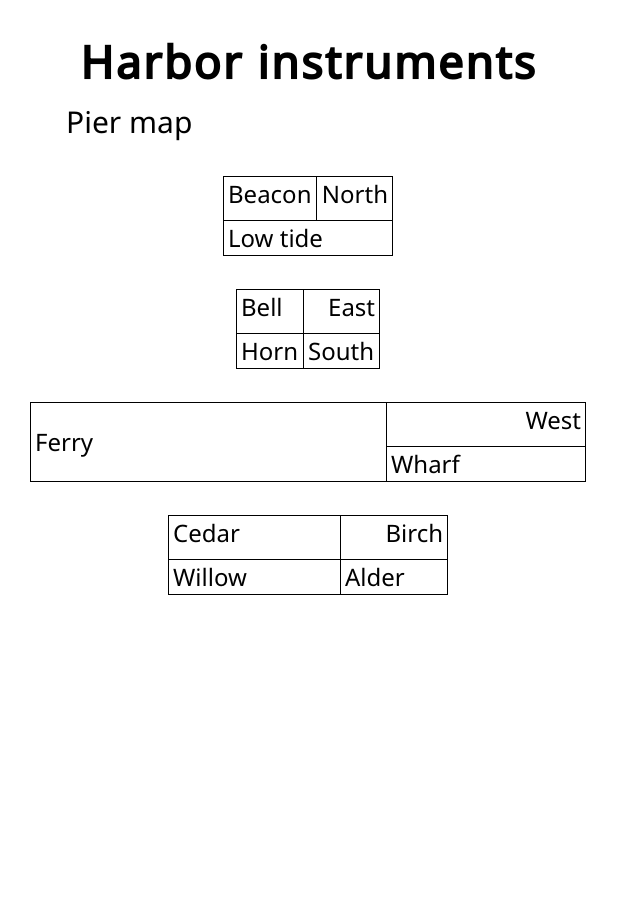 Harbor instruments
Pier map
Beacon North
Low tide
Bell East
Horn South
Ferry
West
Wharf
Cedar Birch
Willow Alder